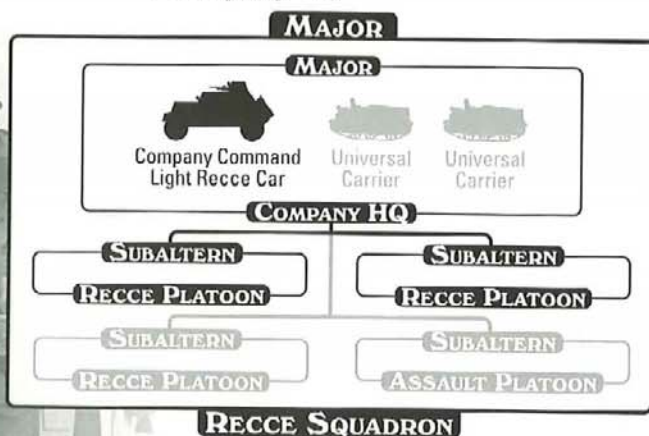 MAJOR
MAJOR
Company Command Light Recce Car
Universal Carrier
Universal Carrier
COMPANY HQ
SUBALTERN
RECCE PLATOON
SUBALTERN
RECCE PLATOON
SUBALTERN
RECCE PLATOON
SUBALTERN
ASSAULT PLATOON
RECCE SQUADRON